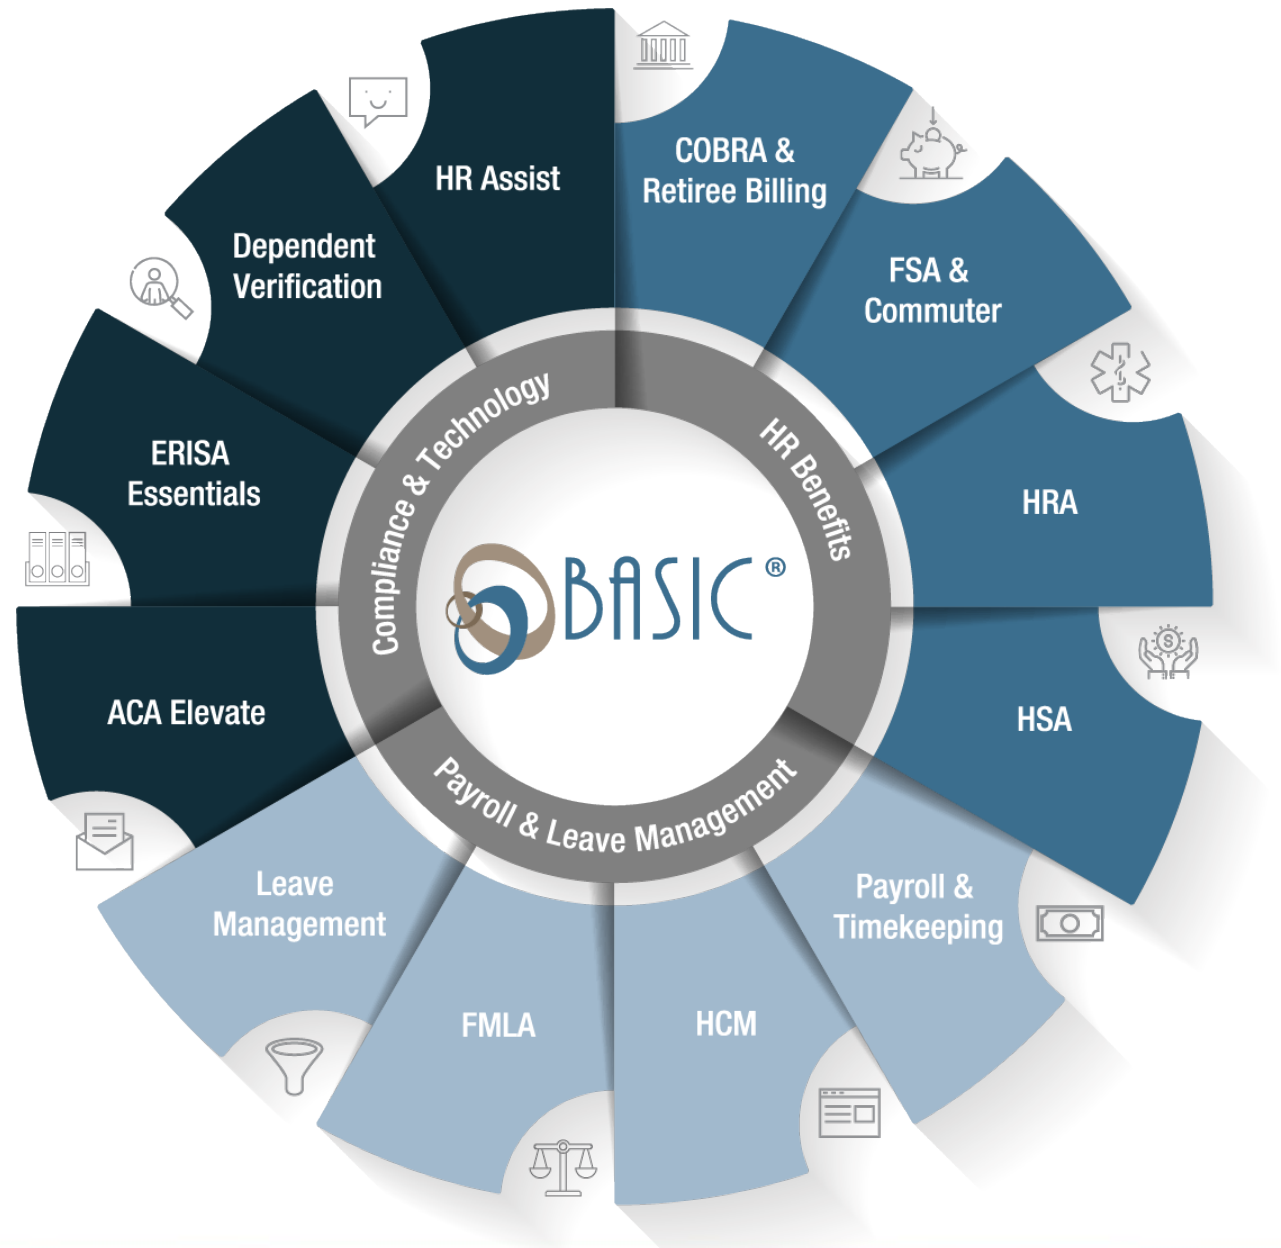 HR Assist
COBRA &
Retiree Billing
FSA &
Commuter
HRA
HSA
Payroll &
Timekeeping
HCM
FMLA
Leave
Management
ACA Elevate
ERISA
Essentials
Dependent
Verification
Compliance & Technology
HR Benefits
Payroll & Leave Management
BASIC®
$